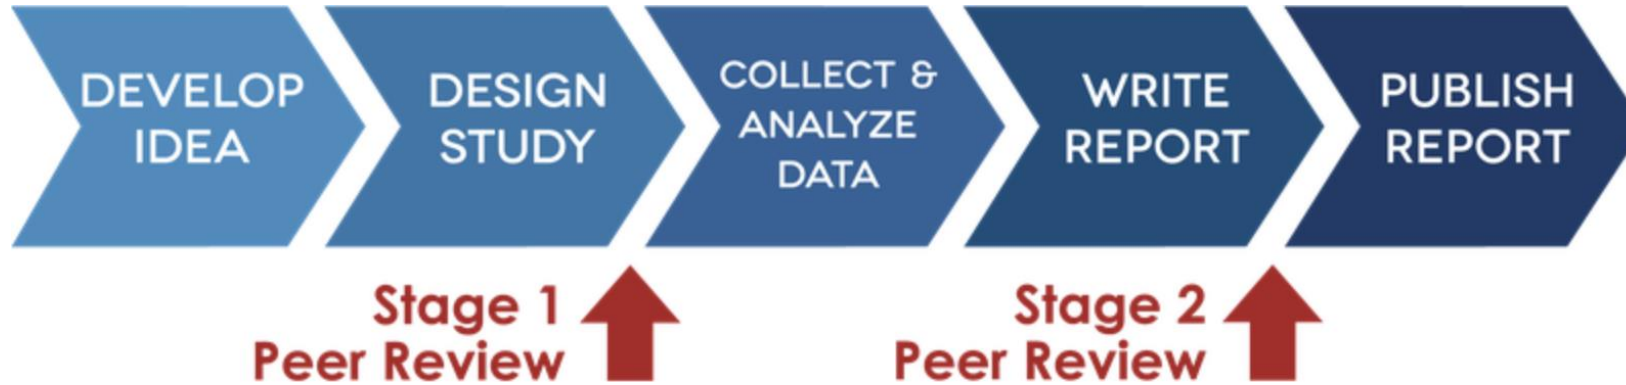 DEVELOP
IDEA
DESIGN
STUDY
COLLECT &
ANALYZE
DATA
WRITE
REPORT
PUBLISH
REPORT
Stage 1
Peer Review
Stage 2
Peer Review